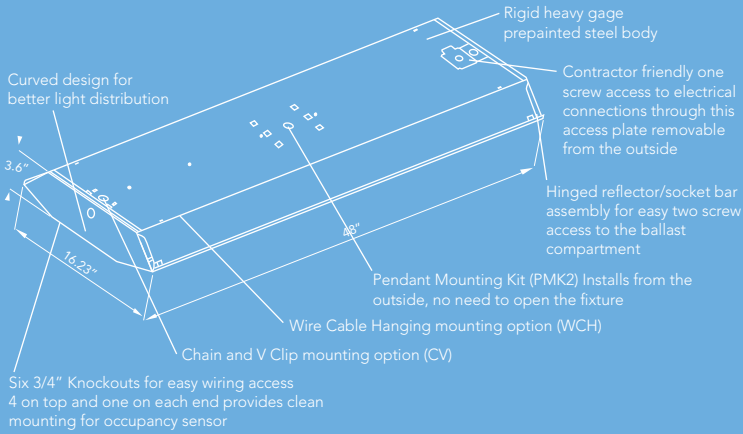 Rigid heavy gage
prepainted steel body
Contractor friendly one
screw access to electrical
connections through this
access plate removable
from the outside
Curved design for
better light distribution
3.6"
16.23"
48"
Hinged reflector/socket bar
assembly for easy two screw
access to the ballast
compartment
Pendant Mounting Kit (PMK2) Installs from the
outside, no need to open the fixture
Wire Cable Hanging mounting option (WCH)
Chain and V Clip mounting option (CV)
Six 3/4" Knockouts for easy wiring access
4 on top and one on each end provides clean
mounting for occupancy sensor